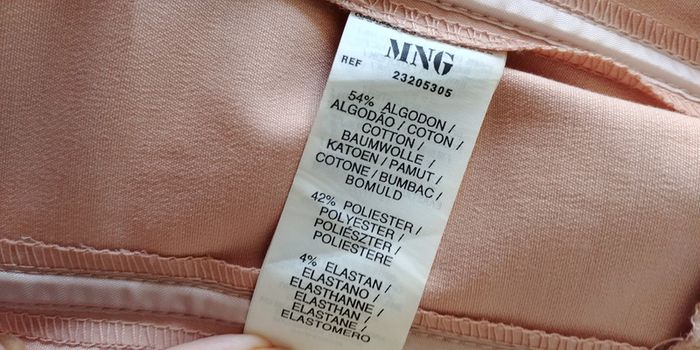 MNG
REF 23205305
54% ALGODON /
ALGODÃO / COTON /
COTTON /
BAUMWOLLE /
KATOEN / PAMUT /
COTONE / BUMBAC /
BOMULD
42% POLIESTER /
POLYESTER /
POLIÉSZTER /
POLIESTERE
4% ELASTAN /
ELASTANO /
ELASTHANNE /
ELASTHAN /
ELASTANE /
ELASTOMERO